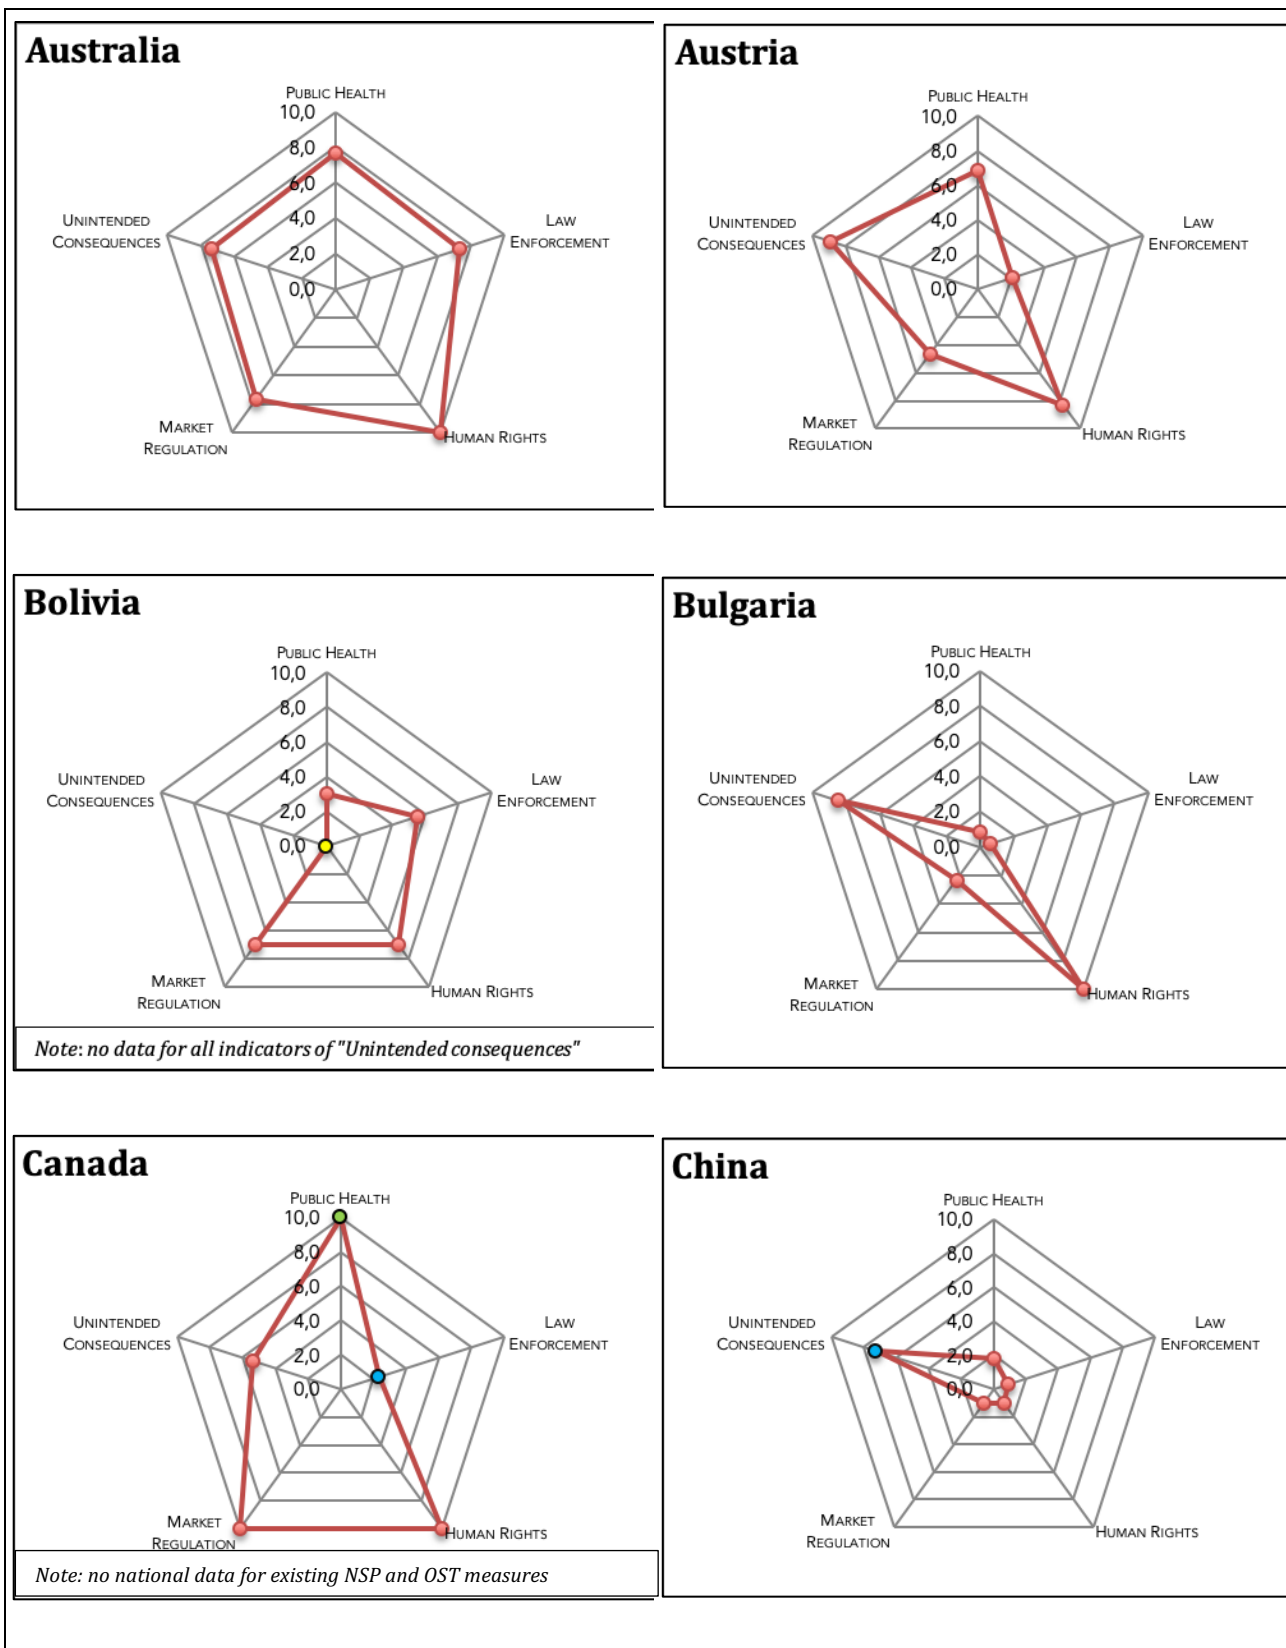 Australia
PUBLIC HEALTH
10,0
8,0
6,0
4,0
2,0
0,0
UNINTENDED
CONSEQUENCES
LAW
ENFORCEMENT
MARKET
REGULATION
HUMAN RIGHTS
Austria
PUBLIC HEALTH
10,0
8,0
6,0
4,0
2,0
0,0
UNINTENDED
CONSEQUENCES
LAW
ENFORCEMENT
MARKET
REGULATION
HUMAN RIGHTS
Bolivia
PUBLIC HEALTH
10,0
8,0
6,0
4,0
2,0
0,0
UNINTENDED
CONSEQUENCES
LAW
ENFORCEMENT
MARKET
REGULATION
HUMAN RIGHTS
Note: no data for all indicators of "Unintended consequences"
Bulgaria
PUBLIC HEALTH
10,0
8,0
6,0
4,0
2,0
0,0
UNINTENDED
CONSEQUENCES
LAW
ENFORCEMENT
MARKET
REGULATION
HUMAN RIGHTS
Canada
PUBLIC HEALTH
10,0
8,0
6,0
4,0
2,0
0,0
UNINTENDED
CONSEQUENCES
LAW
ENFORCEMENT
MARKET
REGULATION
HUMAN RIGHTS
Note: no national data for existing NSP and OST measures
China
PUBLIC HEALTH
10,0
8,0
6,0
4,0
2,0
0,0
UNINTENDED
CONSEQUENCES
LAW
ENFORCEMENT
MARKET
REGULATION
HUMAN RIGHTS